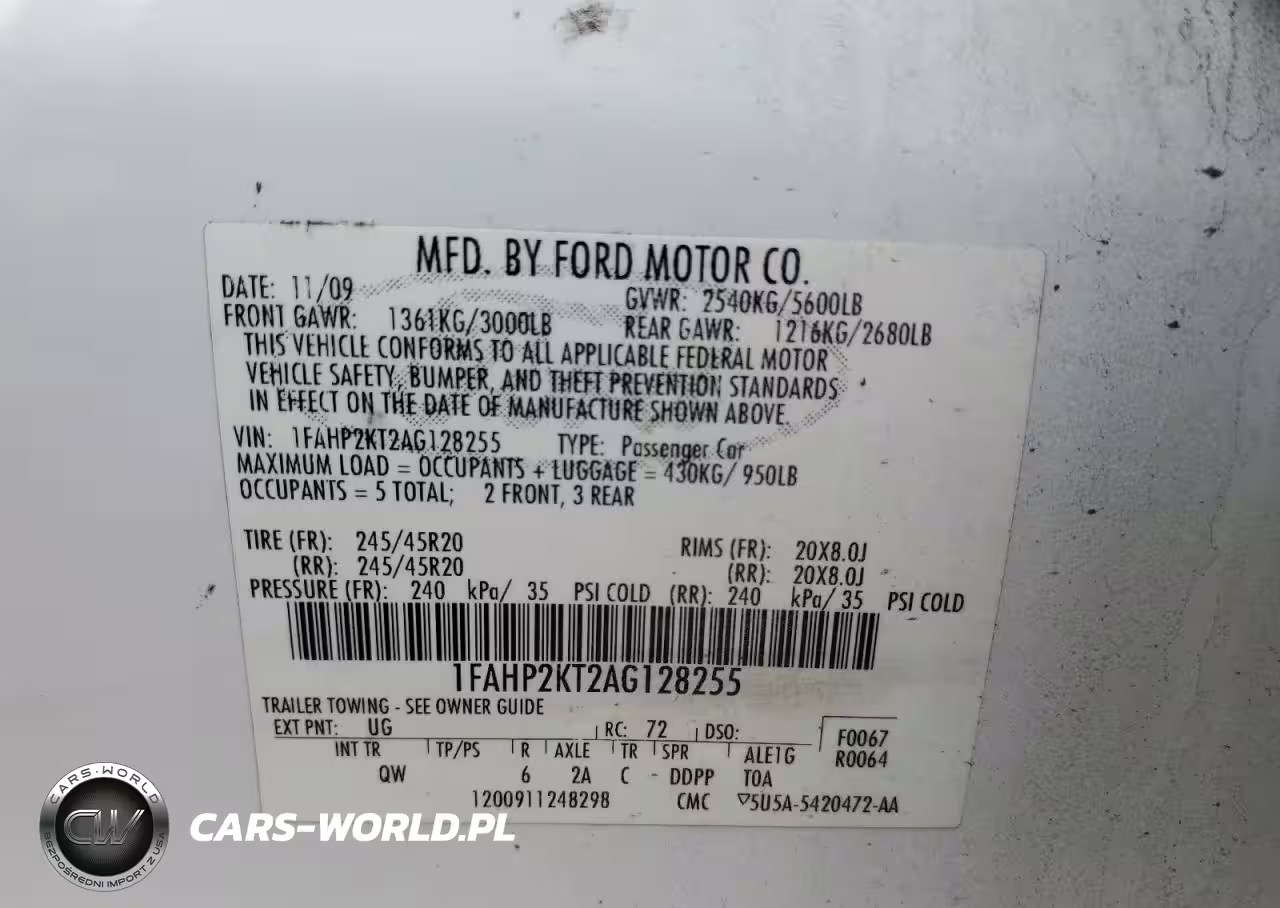 MFD. BY FORD MOTOR CO.
DATE: 11/09 GVWR: 2540KG/5600LB
FRONT GAWR: 1361KG/3000LB REAR GAWR: 1216KG/2680LB
THIS VEHICLE CONFORMS TO ALL APPLICABLE FEDERAL MOTOR
VEHICLE SAFETY, BUMPER, AND THEFT PREVENTION STANDARDS
IN EFFECT ON THE DATE OF MANUFACTURE SHOWN ABOVE.
VIN: 1FAHP2KT2AG128255 TYPE: Passenger Car
MAXIMUM LOAD = OCCUPANTS + LUGGAGE = 430KG/ 950LB
OCCUPANTS = 5 TOTAL; 2 FRONT, 3 REAR
TIRE (FR): 245/45R20 RIMS (FR): 20X8.0J
(RR): 245/45R20 (RR): 20X8.0J
PRESSURE (FR): 240 kPa/ 35 PSI COLD (RR): 240 kPa/ 35 PSI COLD
1FAHP2KT2AG128255
TRAILER TOWING - SEE OWNER GUIDE
EXT PNT: UG RC: 72 DSO: F0067
INT TR TP/PS R AXLE TR SPR ALE1G R0064
QW 6 2A C - DDPP TOA
1200911248298 CMC ▽5U5A-5420472-AA
CARS-WORLD
CW
BEZPOŚREDNI IMPORT Z USA
CARS-WORLD.PL